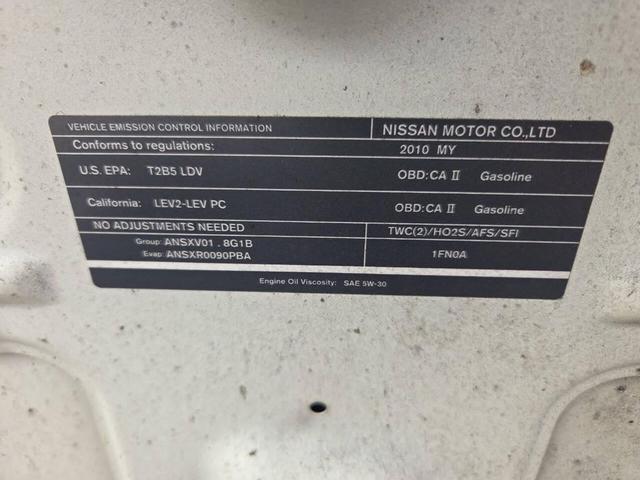 VEHICLE EMISSION CONTROL INFORMATION NISSAN MOTOR CO.,LTD
Conforms to regulations: 2010 MY
U.S. EPA: T2B5 LDV OBD:CA II Gasoline
California: LEV2-LEV PC OBD:CA II Gasoline
NO ADJUSTMENTS NEEDED TWC(2)/HO2S/AFS/SFI
Group: ANSXV01.8G1B 1FN0A
Evap: ANSXR0090PBA
Engine Oil Viscosity: SAE 5W-30